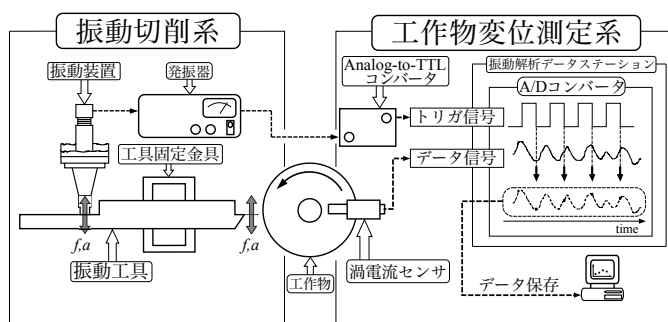 振動切削系
工作物変位測定系
振動装置
発振器
Analog-to-TTL
コンバータ
振動解析データステーション
A/Dコンバータ
トリガ信号
データ信号
工具固定金具
f,a
f,a
振動工具
工作物
渦電流センサ
time
データ保存